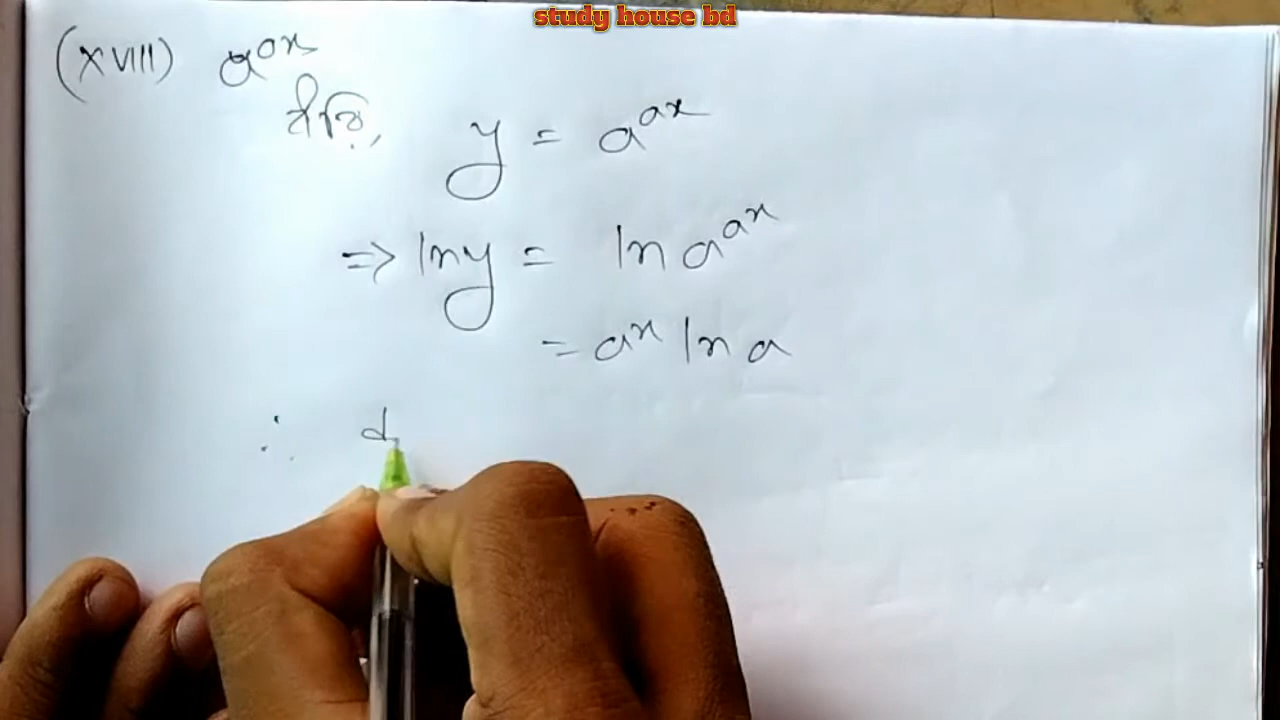 study house bd
(XVIII) a^{a^x}
ধরি,
y = a^{a^x}
⇒ ln y = ln a^{a^x}
= a^x ln a
∴ d